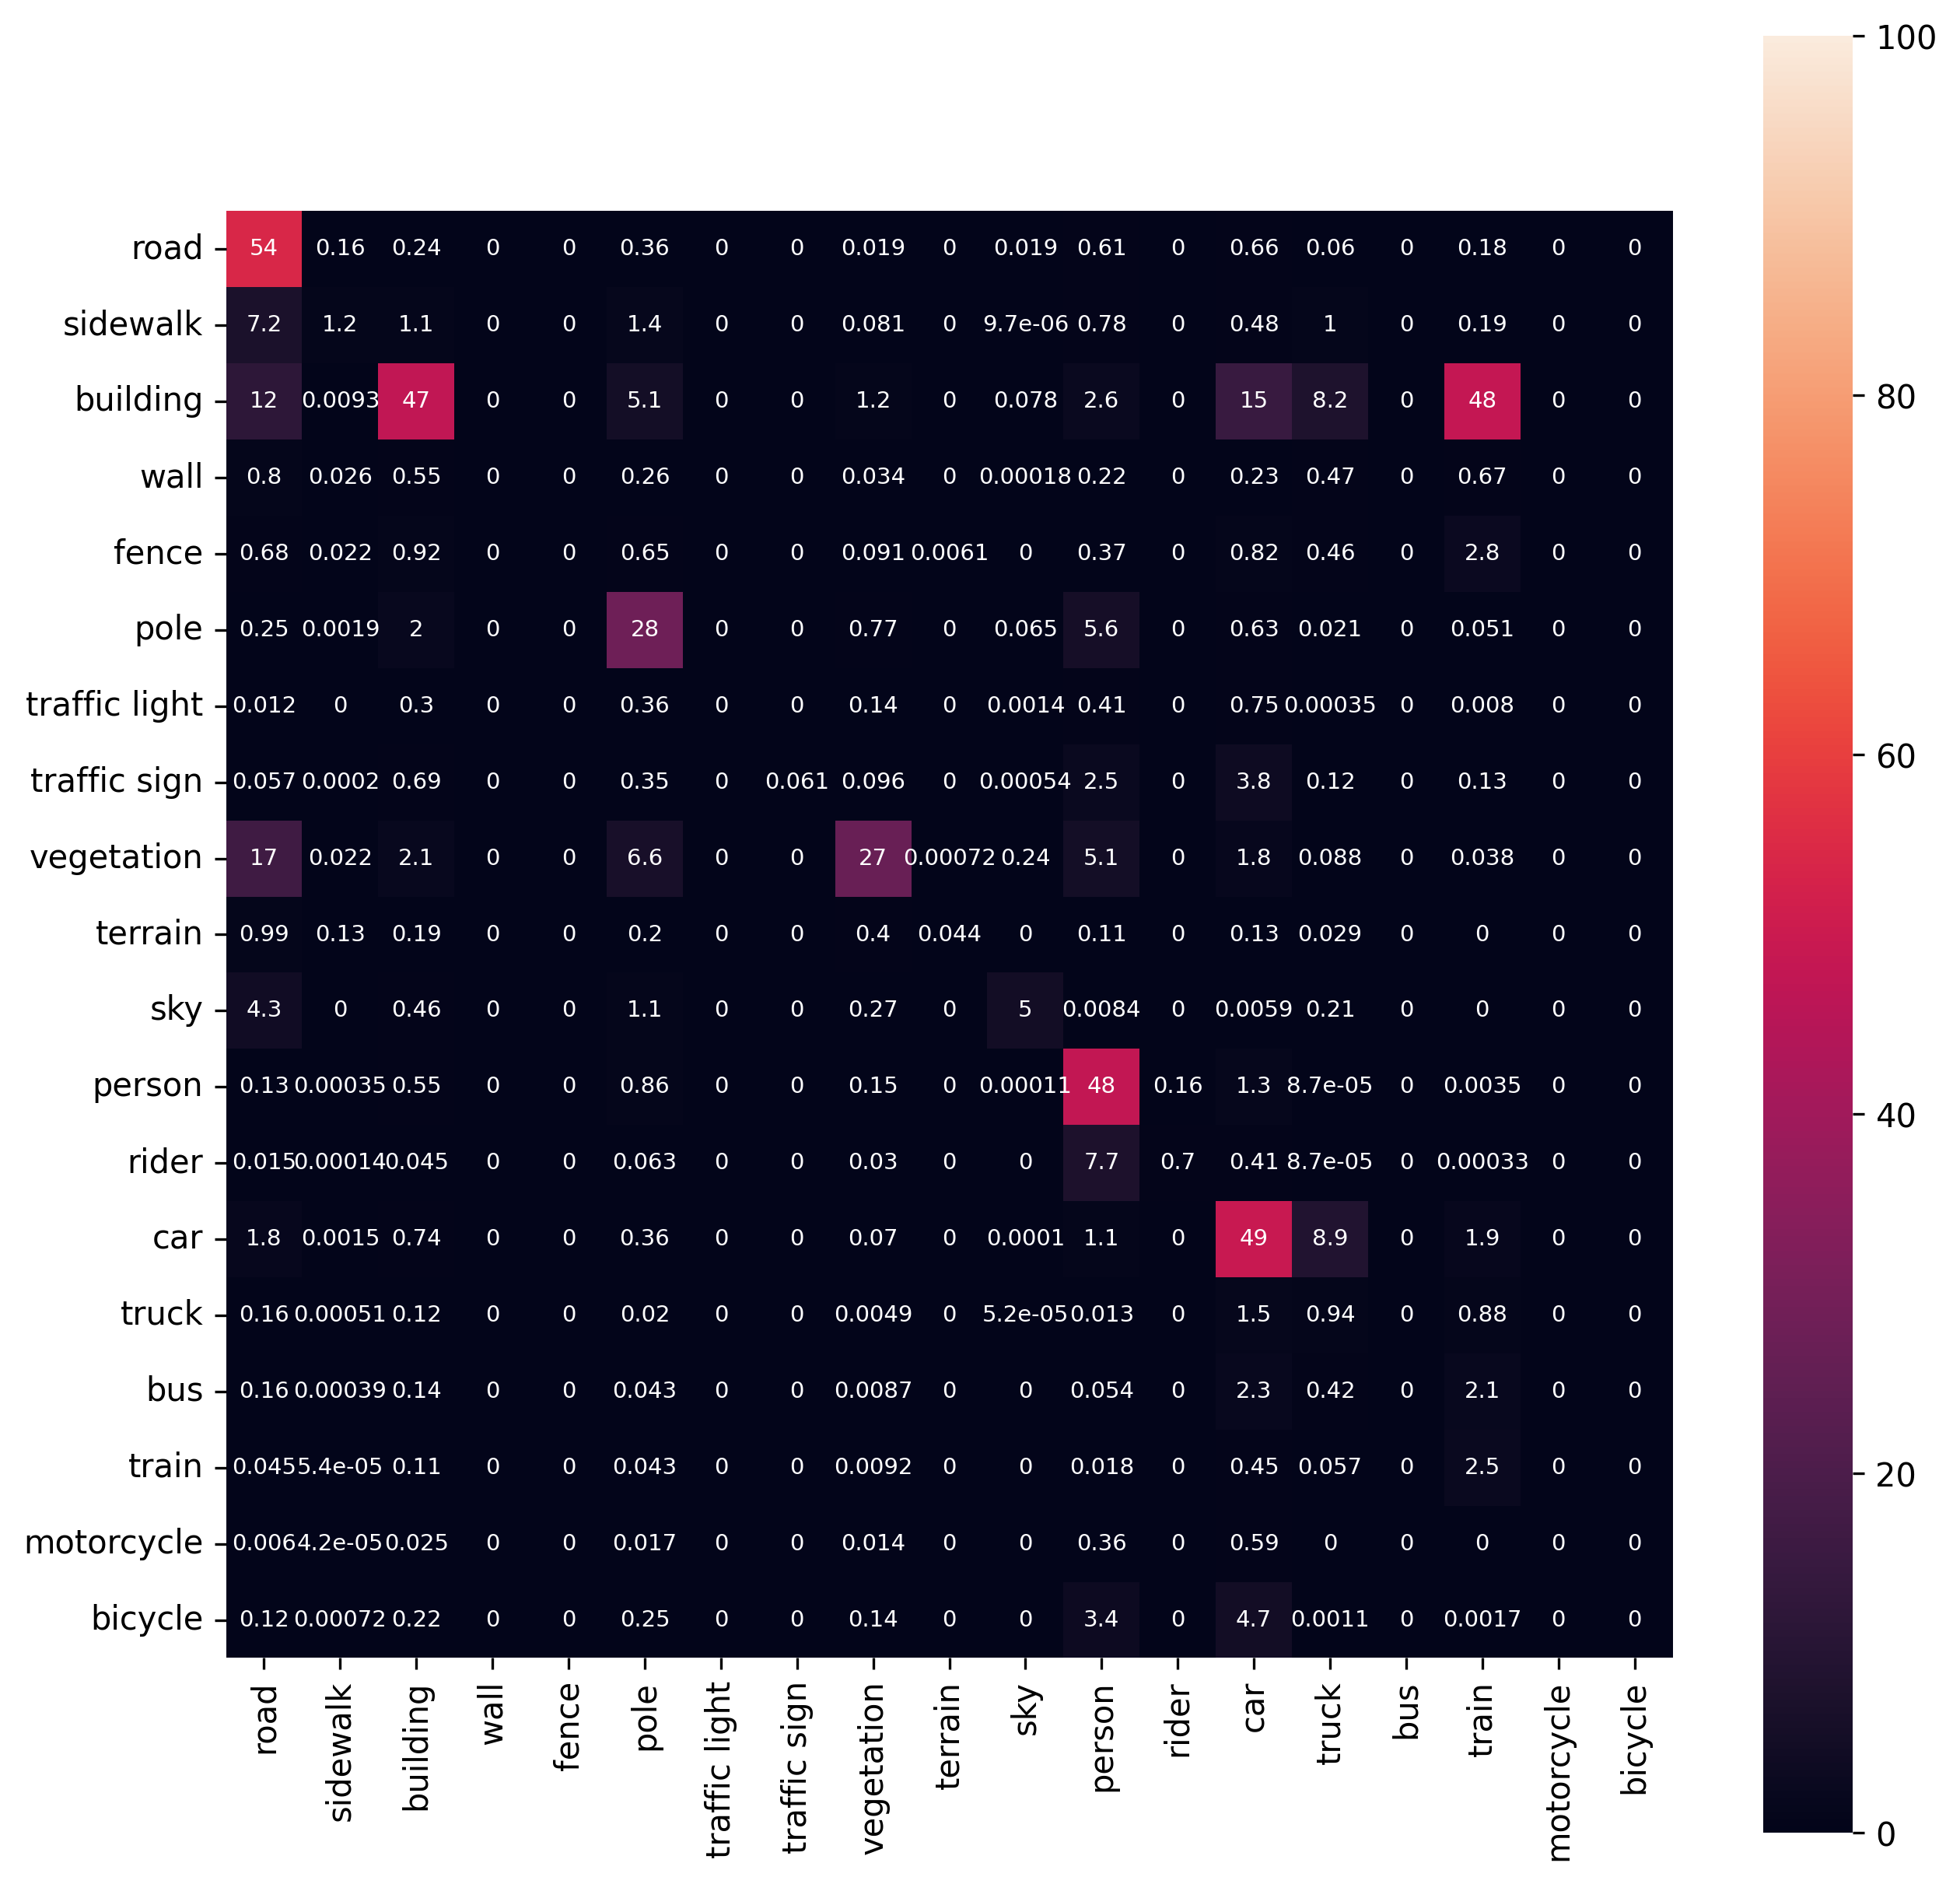 100
80
60
40
20
0
road 54 0.16 0.24 0 0 0.36 0 0 0.019 0 0.019 0.61 0 0.66 0.06 0 0.18 0 0
sidewalk 7.2 1.2 1.1 0 0 1.4 0 0 0.081 0 9.7e-06 0.78 0 0.48 1 0 0.19 0 0
building 12 0.0093 47 0 0 5.1 0 0 1.2 0 0.078 2.6 0 15 8.2 0 48 0 0
wall 0.8 0.026 0.55 0 0 0.26 0 0 0.034 0 0.00018 0.22 0 0.23 0.47 0 0.67 0 0
fence 0.68 0.022 0.92 0 0 0.65 0 0 0.091 0.0061 0 0.37 0 0.82 0.46 0 2.8 0 0
pole 0.25 0.0019 2 0 0 28 0 0 0.77 0 0.065 5.6 0 0.63 0.021 0 0.051 0 0
traffic light 0.012 0 0.3 0 0 0.36 0 0 0.14 0 0.0014 0.41 0 0.75 0.00035 0 0.008 0 0
traffic sign 0.057 0.0002 0.69 0 0 0.35 0 0.061 0.096 0 0.00054 2.5 0 3.8 0.12 0 0.13 0 0
vegetation 17 0.022 2.1 0 0 6.6 0 0 27 0.00072 0.24 5.1 0 1.8 0.088 0 0.038 0 0
terrain 0.99 0.13 0.19 0 0 0.2 0 0 0.4 0.044 0 0.11 0 0.13 0.029 0 0 0 0
sky 4.3 0 0.46 0 0 1.1 0 0 0.27 0 5 0.0084 0 0.0059 0.21 0 0 0 0
person 0.13 0.00035 0.55 0 0 0.86 0 0 0.15 0 0.00011 48 0.16 1.3 8.7e-05 0 0.0035 0 0
rider 0.015 0.00014 0.045 0 0 0.063 0 0 0.03 0 0 7.7 0.7 0.41 8.7e-05 0 0.00033 0 0
car 1.8 0.0015 0.74 0 0 0.36 0 0 0.07 0 0.0001 1.1 0 49 8.9 0 1.9 0 0
truck 0.16 0.00051 0.12 0 0 0.02 0 0 0.0049 0 5.2e-05 0.013 0 1.5 0.94 0 0.88 0 0
bus 0.16 0.00039 0.14 0 0 0.043 0 0 0.0087 0 0 0.054 0 2.3 0.42 0 2.1 0 0
train 0.045 5.4e-05 0.11 0 0 0.043 0 0 0.0092 0 0 0.018 0 0.45 0.057 0 2.5 0 0
motorcycle 0.0064.2e-05 0.025 0 0 0.017 0 0 0.014 0 0 0.36 0 0.59 0 0 0 0 0
bicycle 0.12 0.00072 0.22 0 0 0.25 0 0 0.14 0 0 3.4 0 4.7 0.0011 0 0.0017 0 0
road sidewalk building wall fence pole traffic light traffic sign vegetation terrain sky person rider car truck bus train motorcycle bicycle